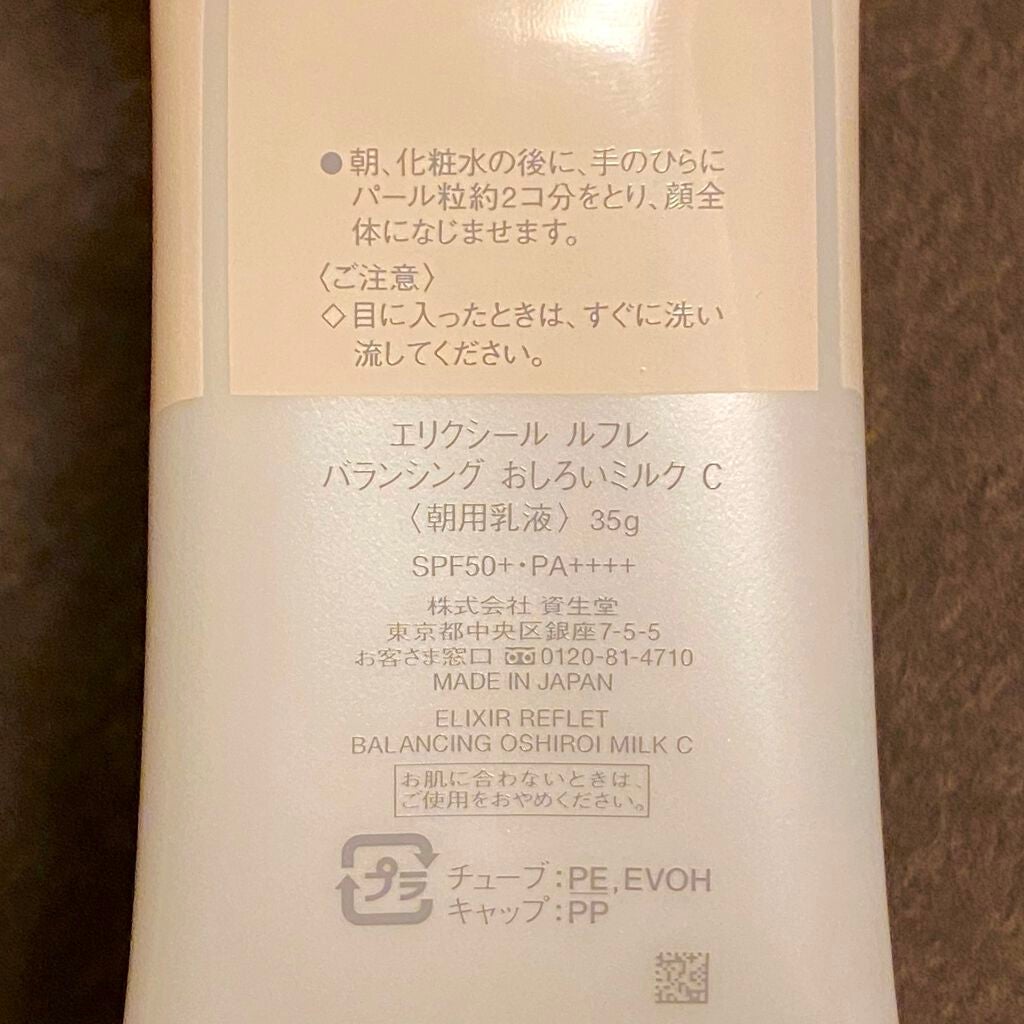 ●朝、化粧水の後に、手のひらに
パール粒約2コ分をとり、顔全
体になじませます。
〈ご注意〉
◇目に入ったときは、すぐに洗い
流してください。
エリクシール ルフレ
バランシング おしろいミルク C
〈朝用乳液〉 35g
SPF50+・PA++++
株式会社 資生堂
東京都中央区銀座7-5-5
お客さま窓口 0120-81-4710
MADE IN JAPAN
ELIXIR REFLET
BALANCING OSHIROI MILK C
お肌に合わないときは、
ご使用をおやめください。
プラ
チューブ:PE,EVOH
キャップ:PP